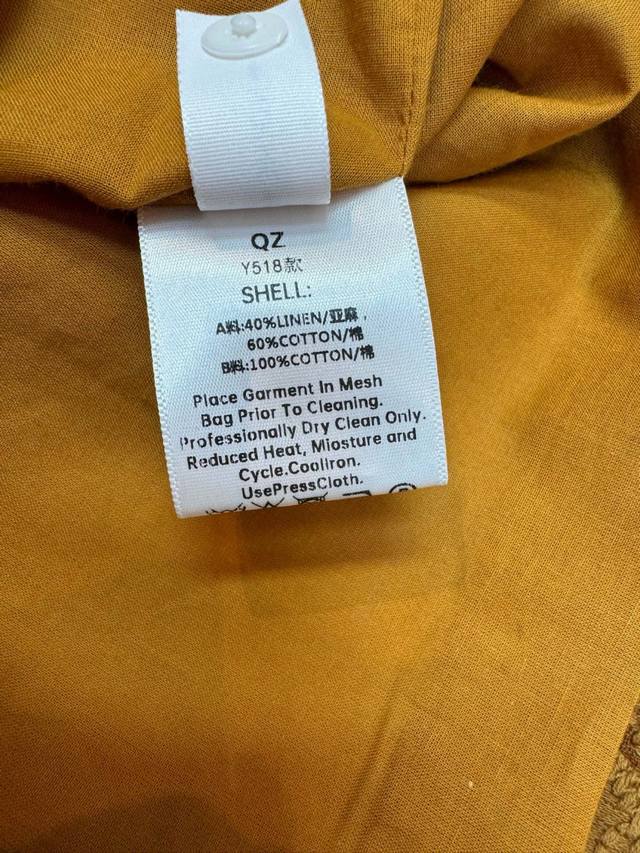 QZ
Y518款
SHELL:
A料:40%LINEN/亚麻,
60%COTTON/棉
B料:100%COTTON/棉
Place Garment In Mesh
Bag Prior To Cleaning.
Professionally Dry Clean Only.
Reduced Heat, Miosture and
Cycle.CoolIron.
UsePressCloth.